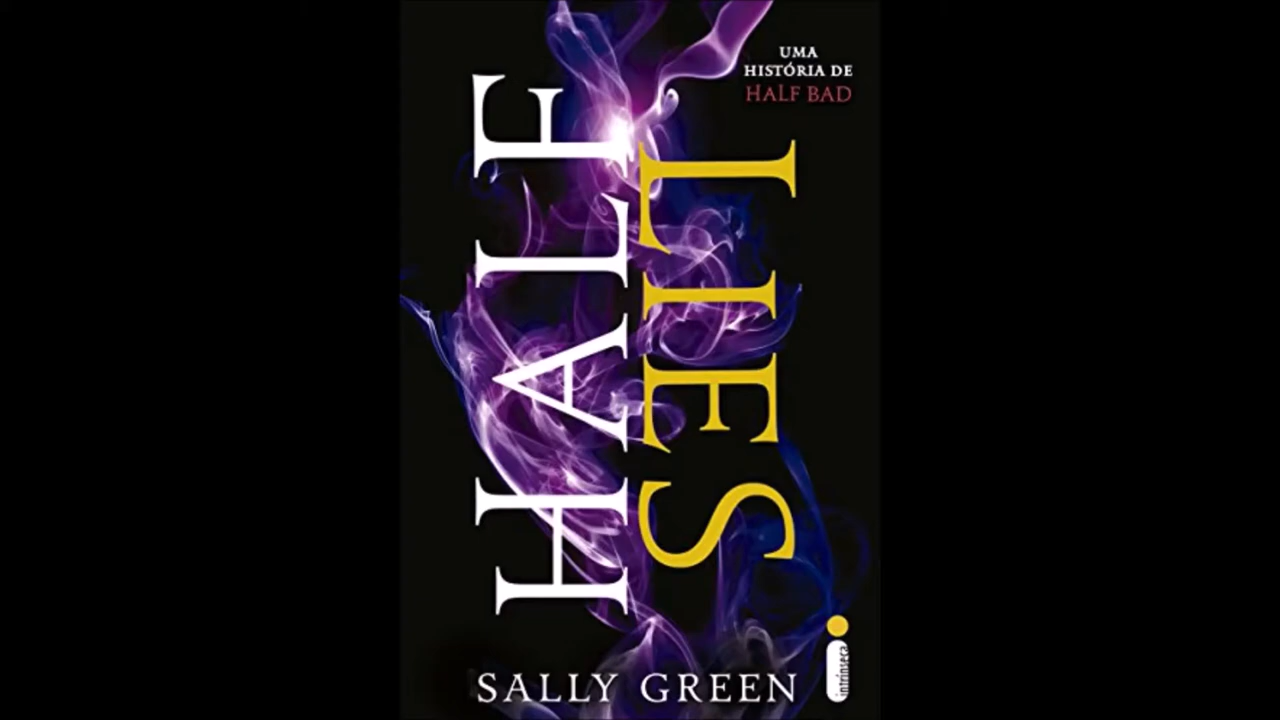 UMA
HISTÓRIA DE
HALF BAD
HALF
LIES
SALLY GREEN
intrínseca